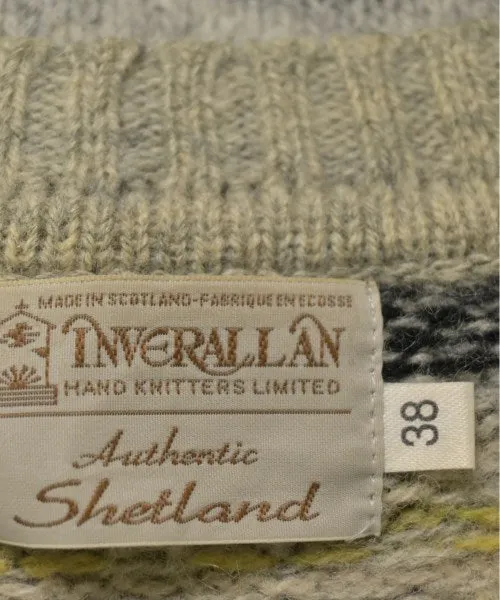 MADE IN SCOTLAND-FABRIQUE EN ECOSSE
INVERALLAN
HAND KNITTERS LIMITED
38
Authentic
Shetland